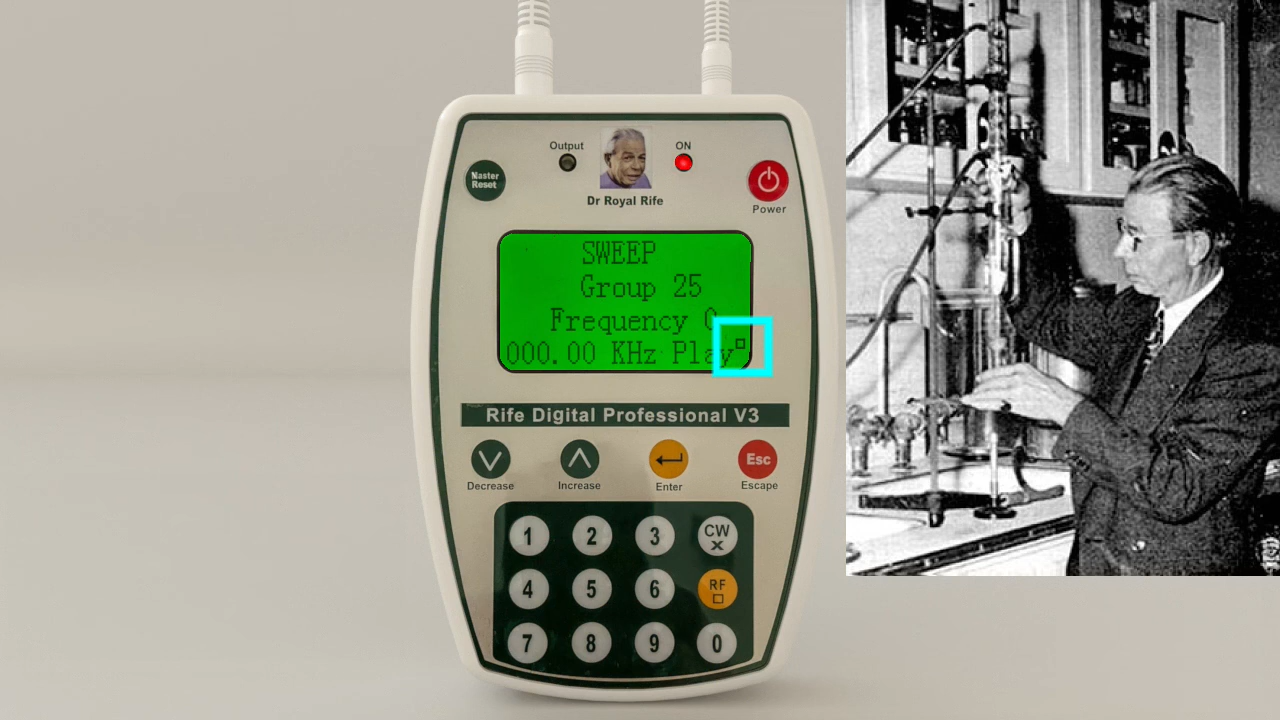 Output
ON
Master
Reset
Dr Royal Rife
Power
SWEEP
Group 25
Frequency 0
000.00 KHz Play
Rife Digital Professional V3
Decrease
Increase
Enter
Esc
Escape
1 2 3 CW
X
4 5 6 RF
7 8 9 0